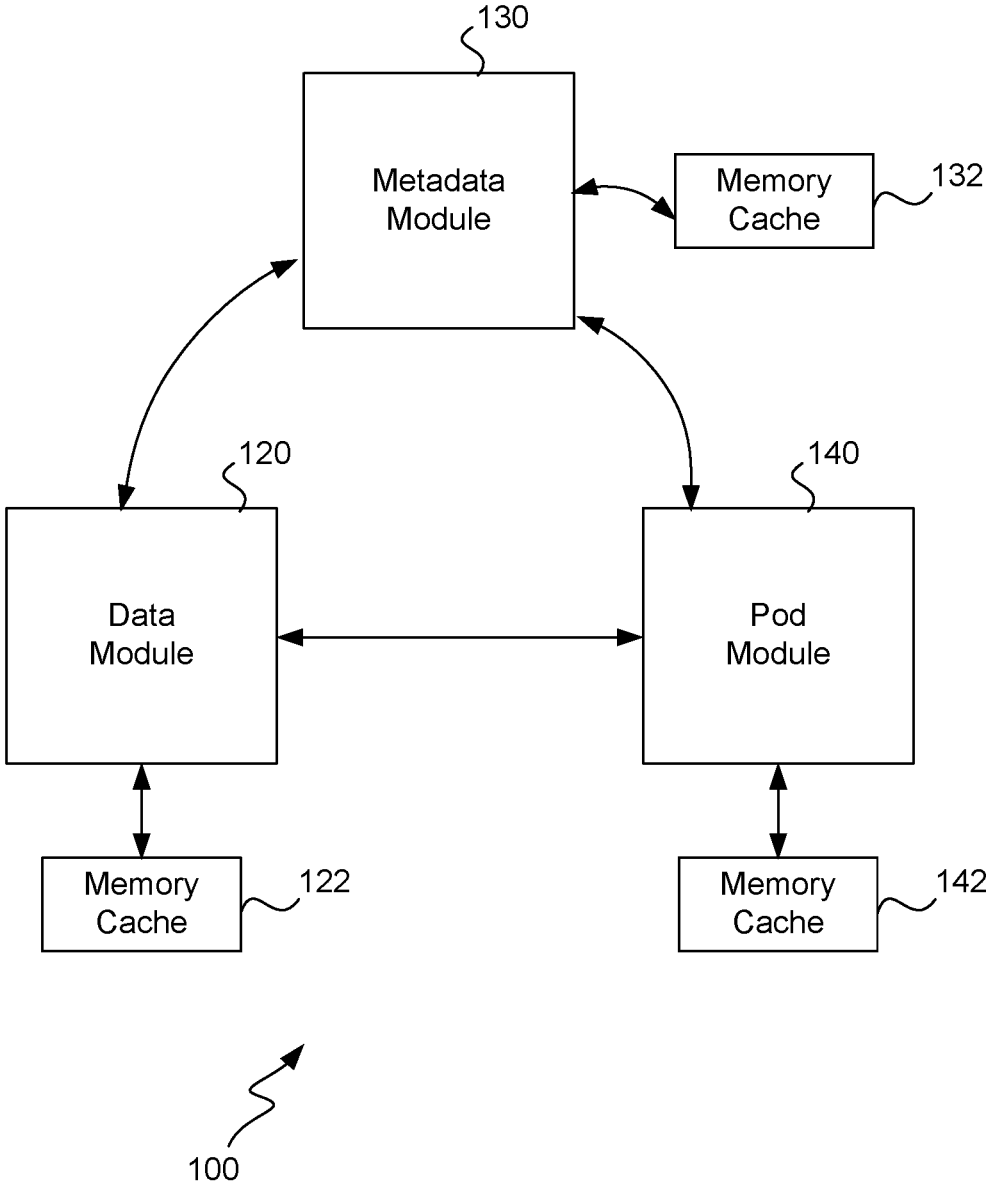 130
Metadata
Module
Memory
Cache
132
120
140
Data
Module
Pod
Module
Memory
Cache
122
Memory
Cache
142
100